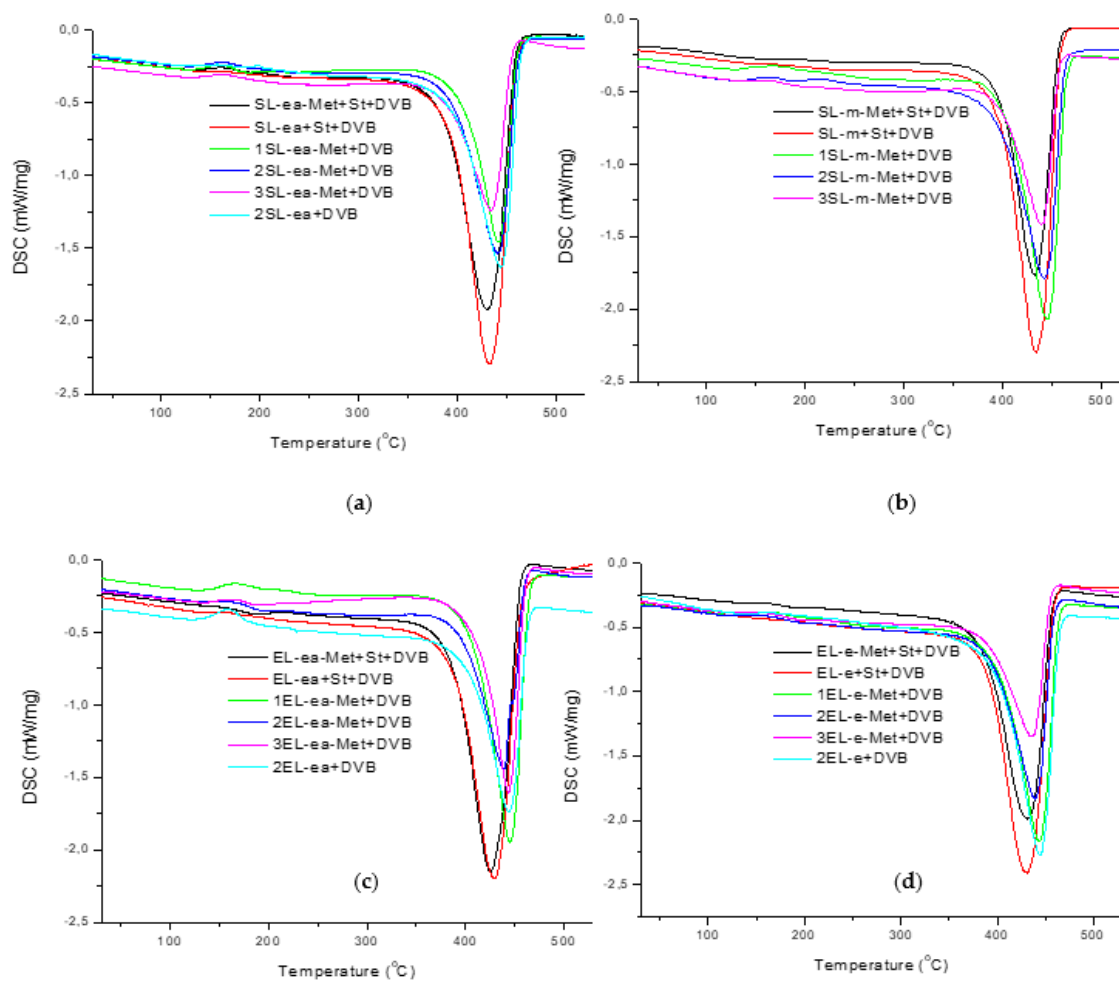 0,0
-0,5
-1,0
-1,5
-2,0
-2,5
DSC (mW/mg)
SL-ea-Met+St+DVB
SL-ea+St+DVB
1SL-ea-Met+DVB
2SL-ea-Met+DVB
3SL-ea-Met+DVB
2SL-ea+DVB
100 200 300 400 500
Temperature (°C)
(a)
0,0
-0,5
-1,0
-1,5
-2,0
-2,5
DSC (mW/mg)
SL-m-Met+St+DVB
SL-m+St+DVB
1SL-m-Met+DVB
2SL-m-Met+DVB
3SL-m-Met+DVB
100 200 300 400 500
Temperature (°C)
(b)
0,0
-0,5
-1,0
-1,5
-2,0
-2,5
DSC (mW/mg)
EL-ea-Met+St+DVB
EL-ea+St+DVB
1EL-ea-Met+DVB
2EL-ea-Met+DVB
3EL-ea-Met+DVB
2EL-ea+DVB
(c)
100 200 300 400 500
Temperature (°C)
0,0
-0,5
-1,0
-1,5
-2,0
-2,5
DSC (mW/mg)
EL-e-Met+St+DVB
EL-e+St+DVB
1EL-e-Met+DVB
2EL-e-Met+DVB
3EL-e-Met+DVB
2EL-e+DVB
(d)
100 200 300 400 500
Temperature (°C)